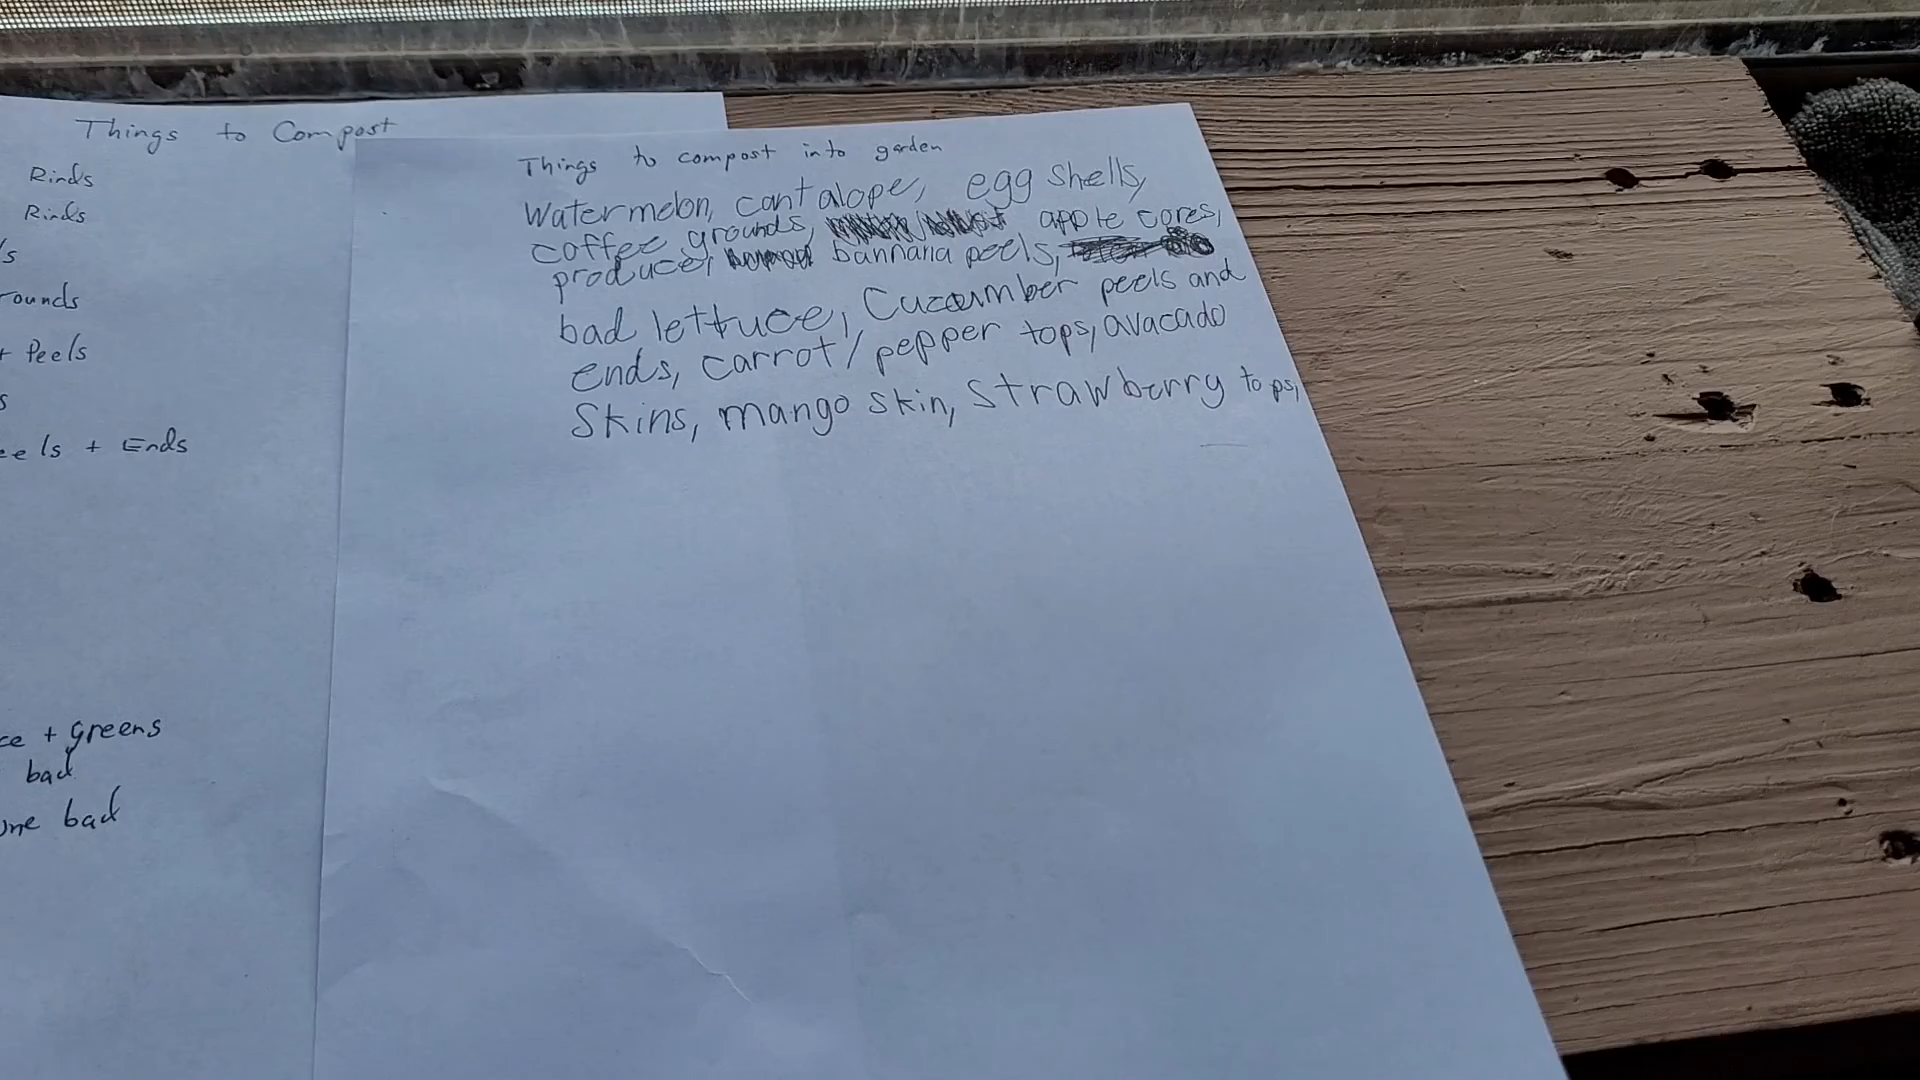 Things to Compost
Rinds
Rinds
s
rounds
+ Peels
s
eels + Ends
ce + Greens
bad
one bad
Things to compost into garden
Watermelon, cantalope, egg shells,
coffee grounds, apple cores,
produce, bannana peels,
bad lettuce, Cucumber peels and
ends, carrot/pepper tops, avacado
Skins, mango skin, Strawberry tops,